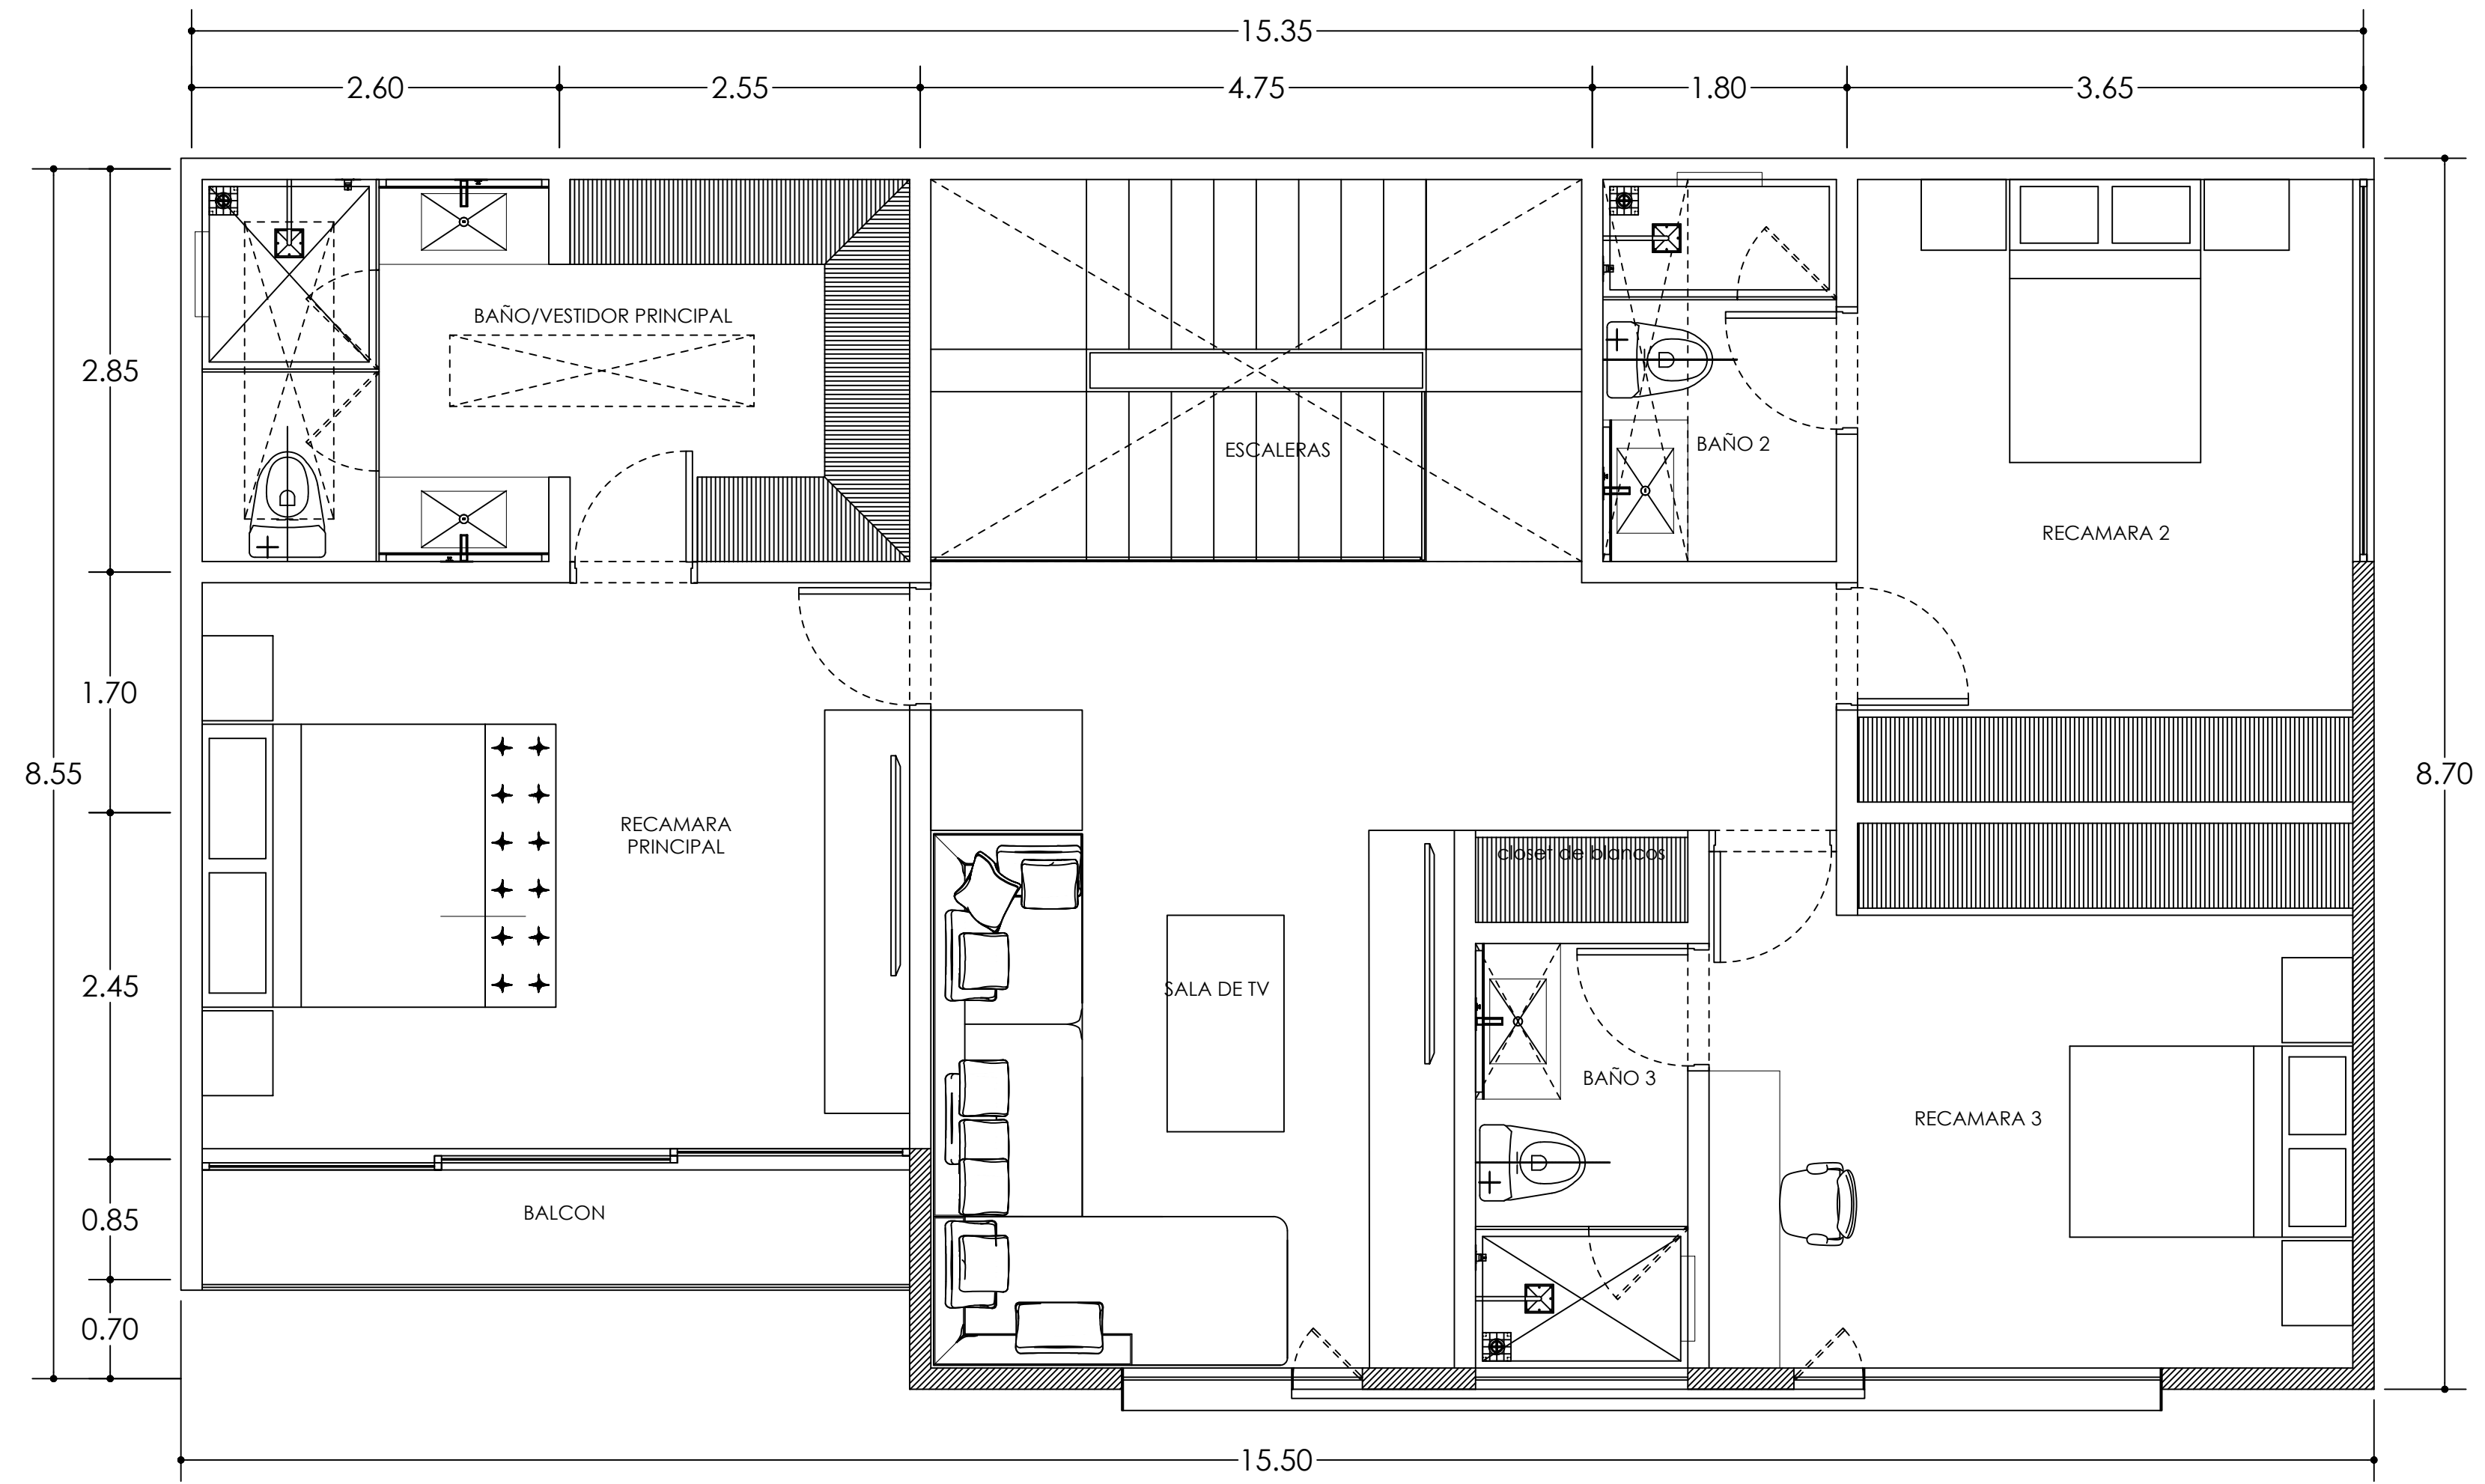 15.35
2.60
2.55
4.75
1.80
3.65
BAÑO/VESTIDOR PRINCIPAL
2.85
ESCALERAS
BAÑO 2
RECAMARA 2
1.70
8.55
8.70
RECAMARA
PRINCIPAL
closet de blancos
2.45
SALA DE TV
BAÑO 3
RECAMARA 3
0.85
BALCON
0.70
15.50